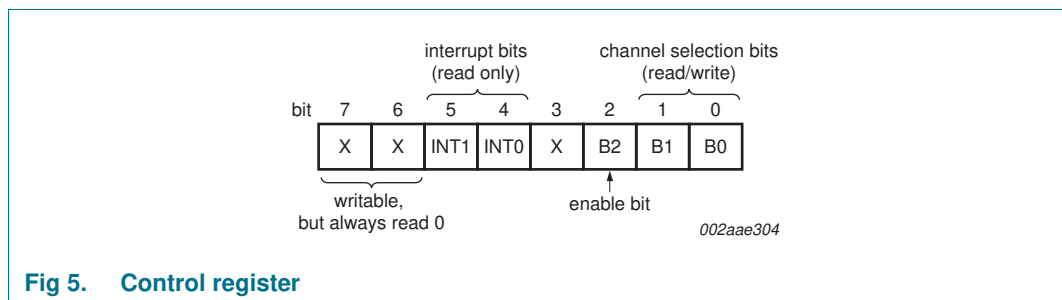 interrupt bits
(read only)
channel selection bits
(read/write)
bit 7 6 5 4 3 2 1 0
X X INT1 INT0 X B2 B1 B0
writable,
but always read 0
enable bit
002aae304
Fig 5. Control register